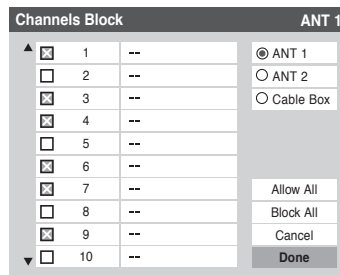 Channels Block ANT 1
1 -- ANT 1
2 -- ANT 2
3 -- Cable Box
4 --
5 --
6 --
7 -- Allow All
8 -- Block All
9 -- Cancel
10 -- Done